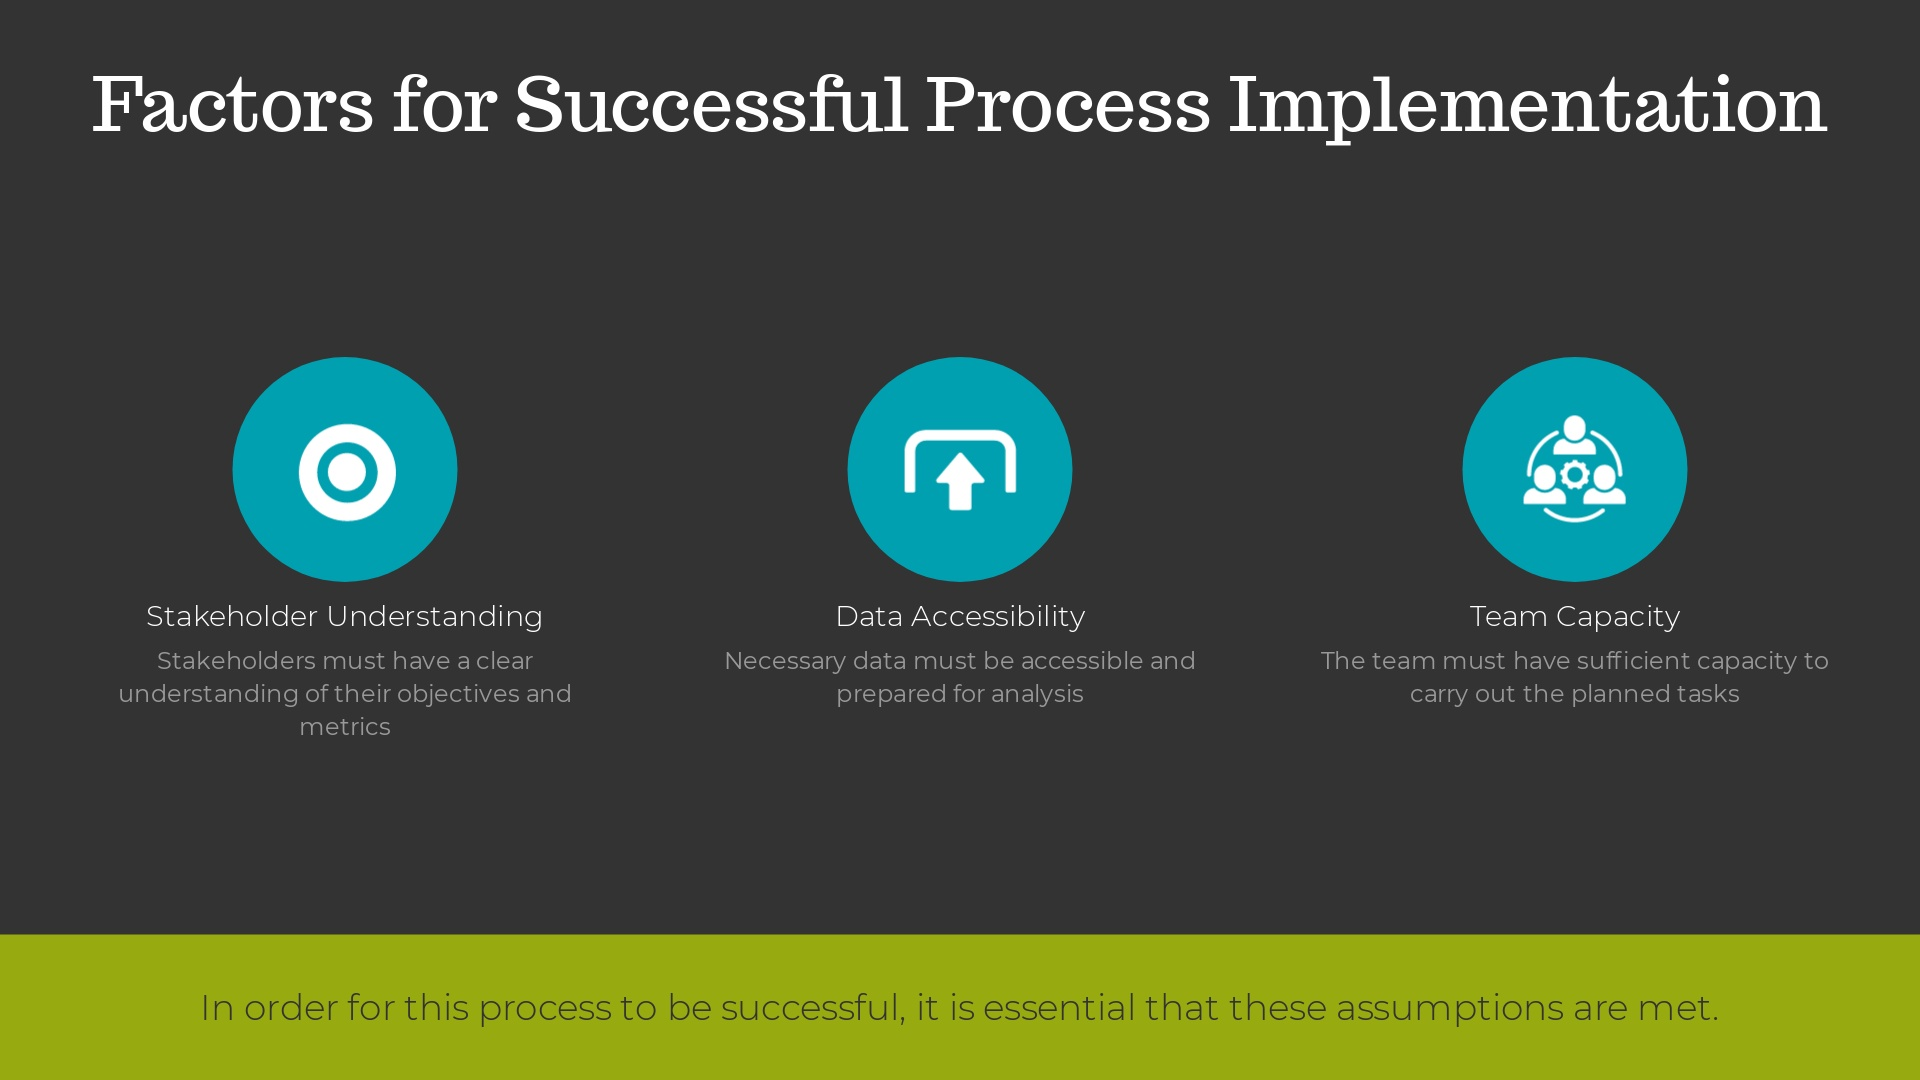 Factors for Successful Process Implementation
Stakeholder Understanding
Stakeholders must have a clear
understanding of their objectives and
metrics
Data Accessibility
Necessary data must be accessible and
prepared for analysis
Team Capacity
The team must have sufficient capacity to
carry out the planned tasks
In order for this process to be successful, it is essential that these assumptions are met.